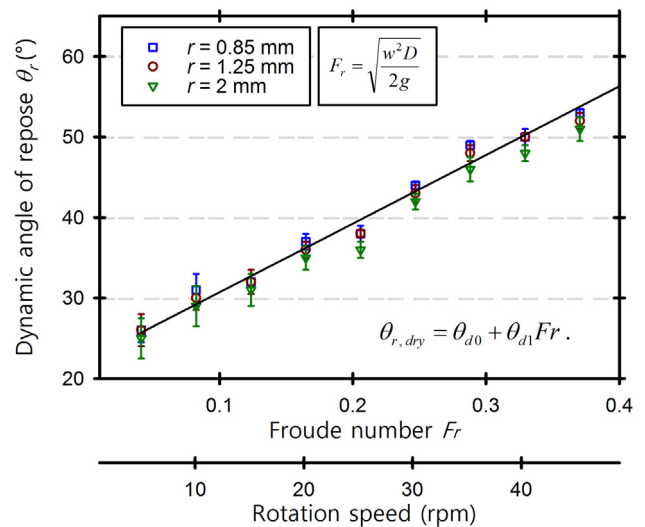 Dynamic angle of repose θr (°)
60
50
40
30
20
r = 0.85 mm
r = 1.25 mm
r = 2 mm
Fr = √(w²D / 2g)
θr, dry = θd0 + θd1Fr .
0.1 0.2 0.3 0.4
Froude number Fr
10 20 30 40
Rotation speed (rpm)